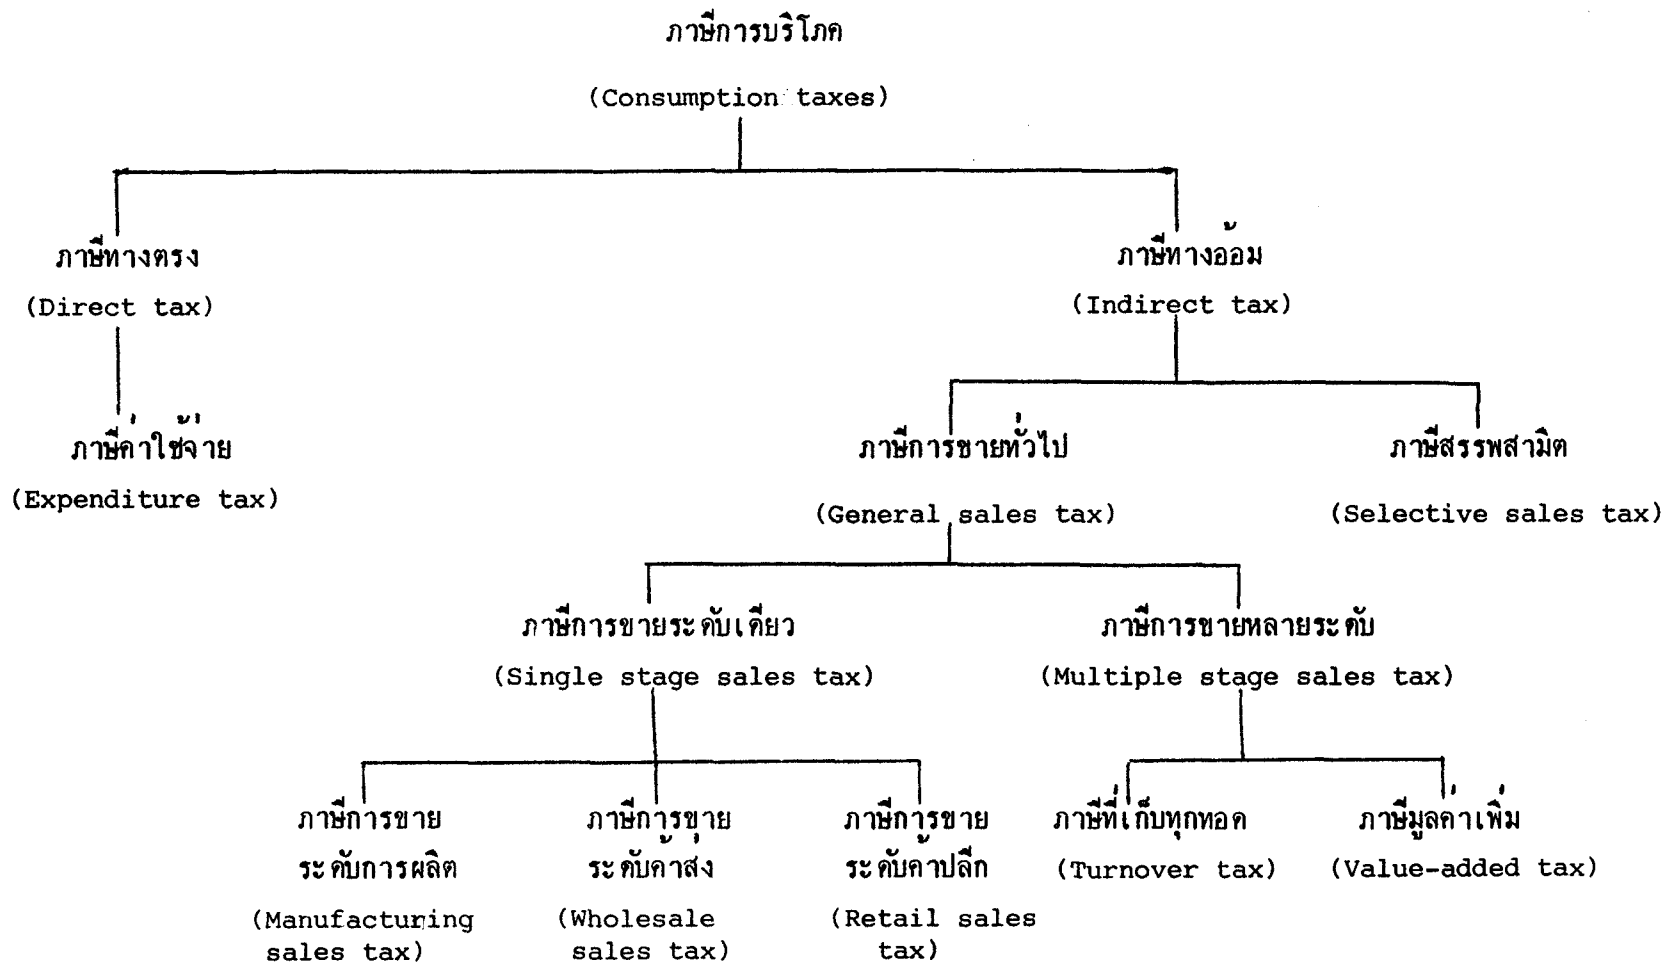 ภาษีการบริโภค
(Consumption taxes)
ภาษีทางตรง
(Direct tax)
ภาษีทางอ้อม
(Indirect tax)
ภาษีค่าใช้จ่าย
(Expenditure tax)
ภาษีการขายทั่วไป
(General sales tax)
ภาษีสรรพสามิต
(Selective sales tax)
ภาษีการขายระดับเดียว
(Single stage sales tax)
ภาษีการขายหลายระดับ
(Multiple stage sales tax)
ภาษีการขาย
ระดับการผลิต
(Manufacturing
sales tax)
ภาษีการขาย
ระดับค้าส่ง
(Wholesale
sales tax)
ภาษีการขาย
ระดับค้าปลีก
(Retail sales
tax)
ภาษีที่เก็บทุกทอด
(Turnover tax)
ภาษีมูลค่าเพิ่ม
(Value-added tax)